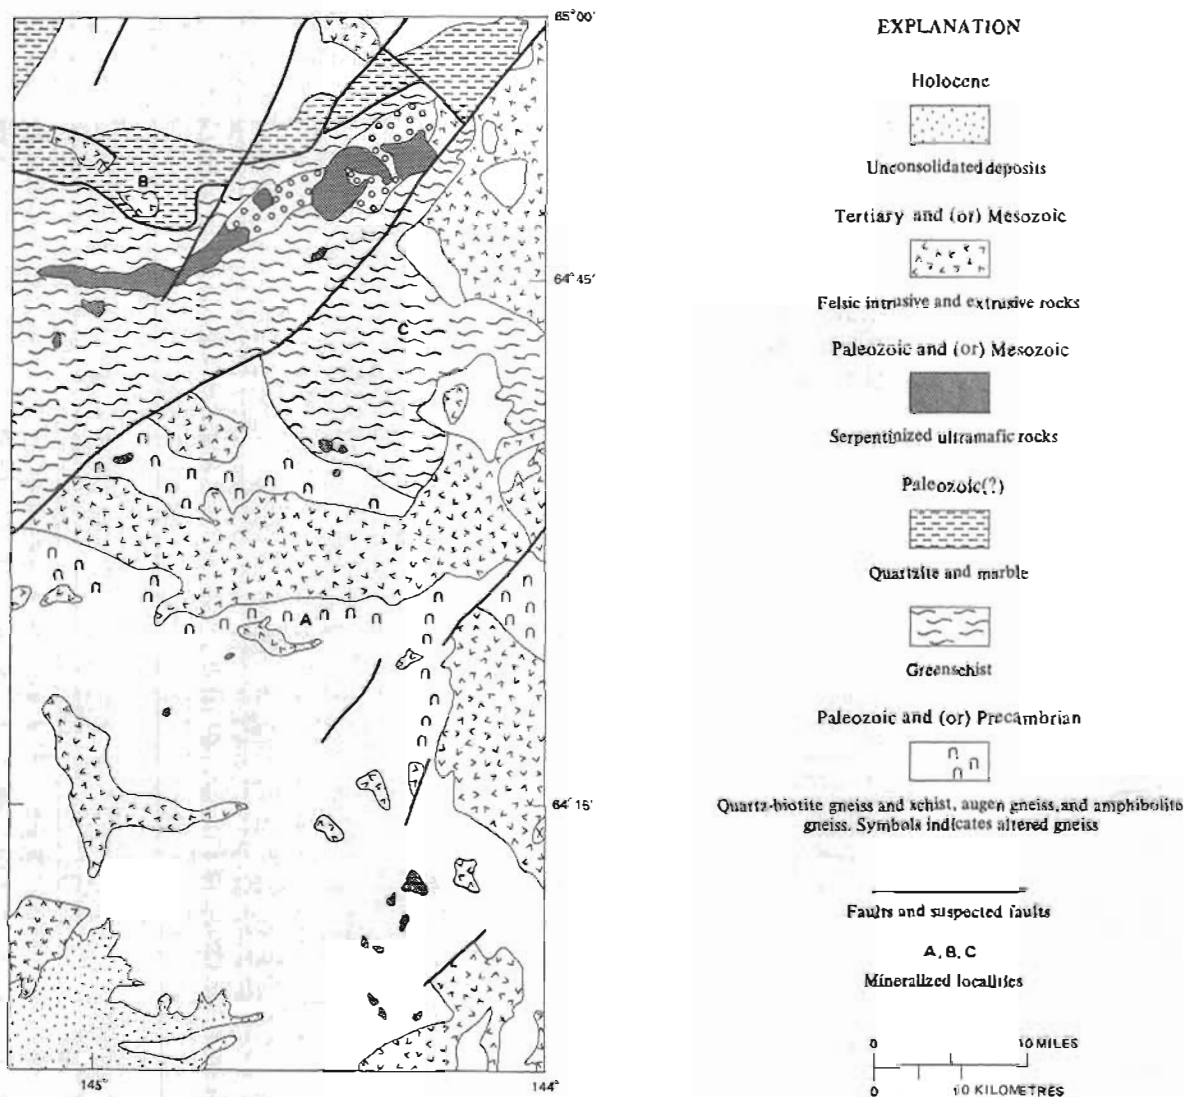 65°00'
B
64°45'
C
A
64°15'
145°
144°
EXPLANATION
Holocene
Unconsolidated deposits
Tertiary and (or) Mesozoic
Felsic intrusive and extrusive rocks
Paleozoic and (or) Mesozoic
Serpentinized ultramafic rocks
Paleozoic(?)
Quartzite and marble
Greenschist
Paleozoic and (or) Precambrian
Quartz-biotite gneiss and schist, augen gneiss, and amphibolite
gneiss. Symbols indicates altered gneiss
Faults and suspected faults
A, B, C
Mineralized localities
0 10 MILES
0 10 KILOMETRES